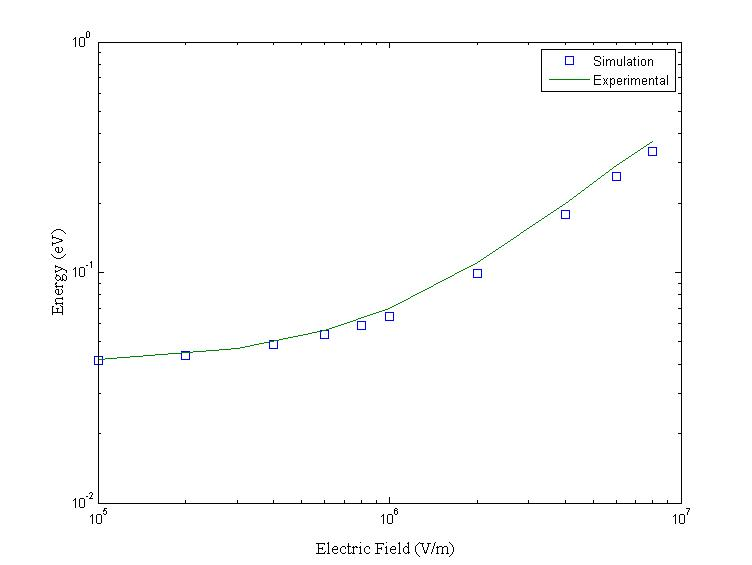 10^0
Simulation
Experimental
Energy (eV)
10^-1
10^-2
10^5
10^6
10^7
Electric Field (V/m)